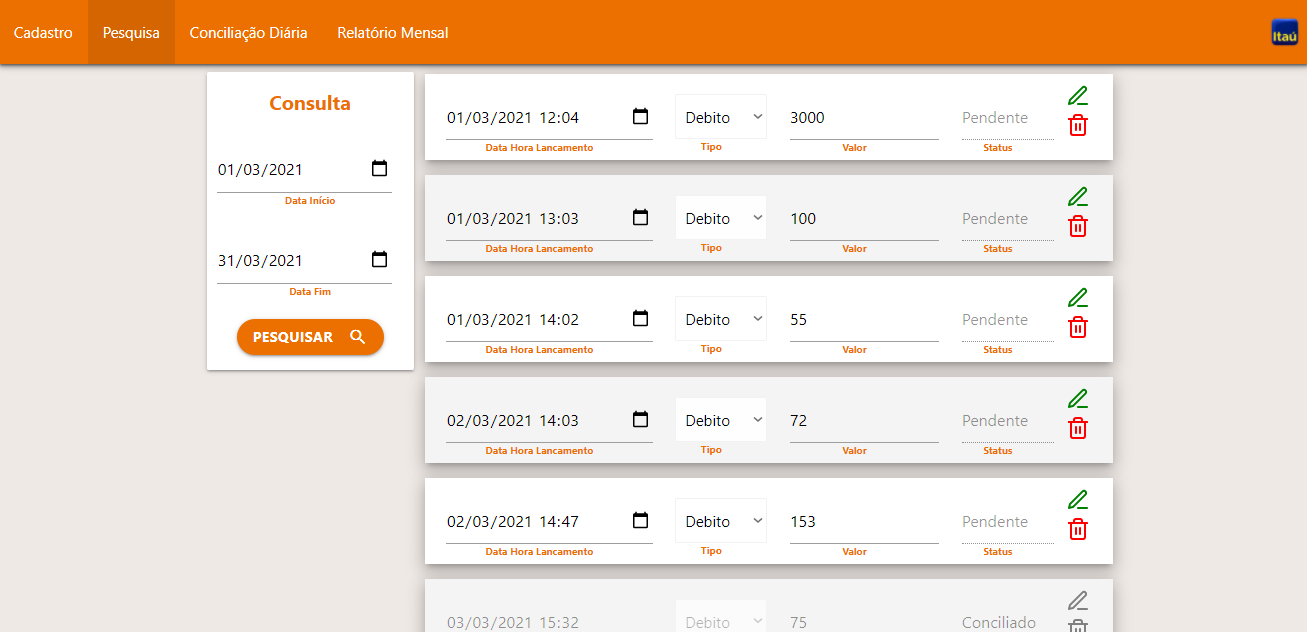 Cadastro Pesquisa Conciliação Diária Relatório Mensal Itaú
Consulta
01/03/2021
Data Início
31/03/2021
Data Fim
PESQUISAR
01/03/2021 12:04 Debito 3000 Pendente
Data Hora Lancamento Tipo Valor Status
01/03/2021 13:03 Debito 100 Pendente
Data Hora Lancamento Tipo Valor Status
01/03/2021 14:02 Debito 55 Pendente
Data Hora Lancamento Tipo Valor Status
02/03/2021 14:03 Debito 72 Pendente
Data Hora Lancamento Tipo Valor Status
02/03/2021 14:47 Debito 153 Pendente
Data Hora Lancamento Tipo Valor Status
03/03/2021 15:32 Debito 75 Conciliado